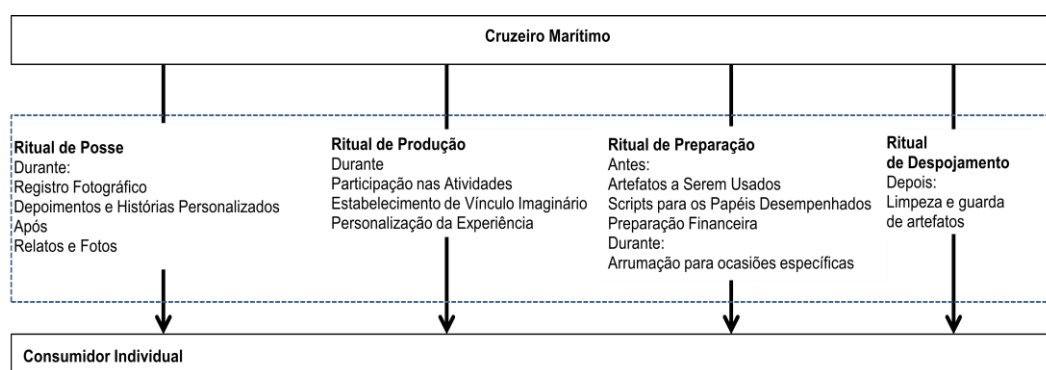 Cruzeiro Marítimo
Ritual de Posse
Durante:
Registro Fotográfico
Depoimentos e Histórias Personalizados
Após
Relatos e Fotos
Ritual de Produção
Durante
Participação nas Atividades
Estabelecimento de Vínculo Imaginário
Personalização da Experiência
Ritual de Preparação
Antes:
Artefatos a Serem Usados
Scripts para os Papéis Desempenhados
Preparação Financeira
Durante:
Arrumação para ocasiões específicas
Ritual
de Despojamento
Depois:
Limpeza e guarda
de artefatos
Consumidor Individual